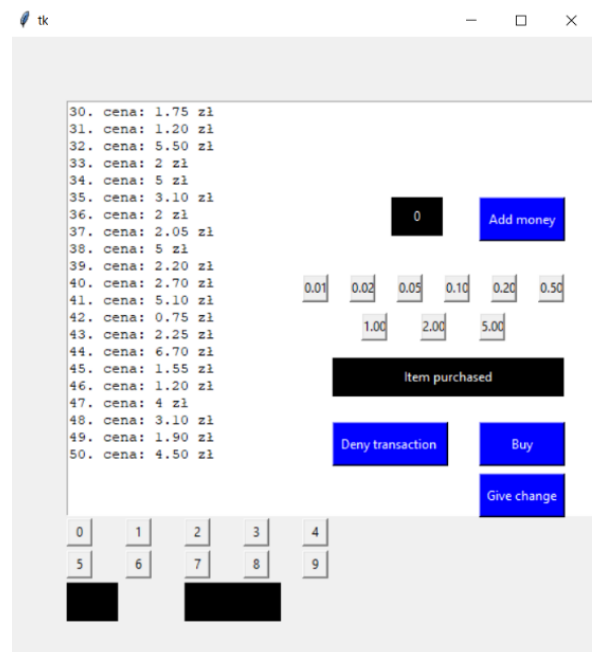 tk
30. cena: 1.75 zł
31. cena: 1.20 zł
32. cena: 5.50 zł
33. cena: 2 zł
34. cena: 5 zł
35. cena: 3.10 zł
36. cena: 2 zł
37. cena: 2.05 zł
38. cena: 5 zł
39. cena: 2.20 zł
40. cena: 2.70 zł
41. cena: 5.10 zł
42. cena: 0.75 zł
43. cena: 2.25 zł
44. cena: 6.70 zł
45. cena: 1.55 zł
46. cena: 1.20 zł
47. cena: 4 zł
48. cena: 3.10 zł
49. cena: 1.90 zł
50. cena: 4.50 zł
0 Add money
0.01 0.02 0.05 0.10 0.20 0.50
1.00 2.00 5.00
Item purchased
Deny transaction Buy
Give change
0 1 2 3 4
5 6 7 8 9